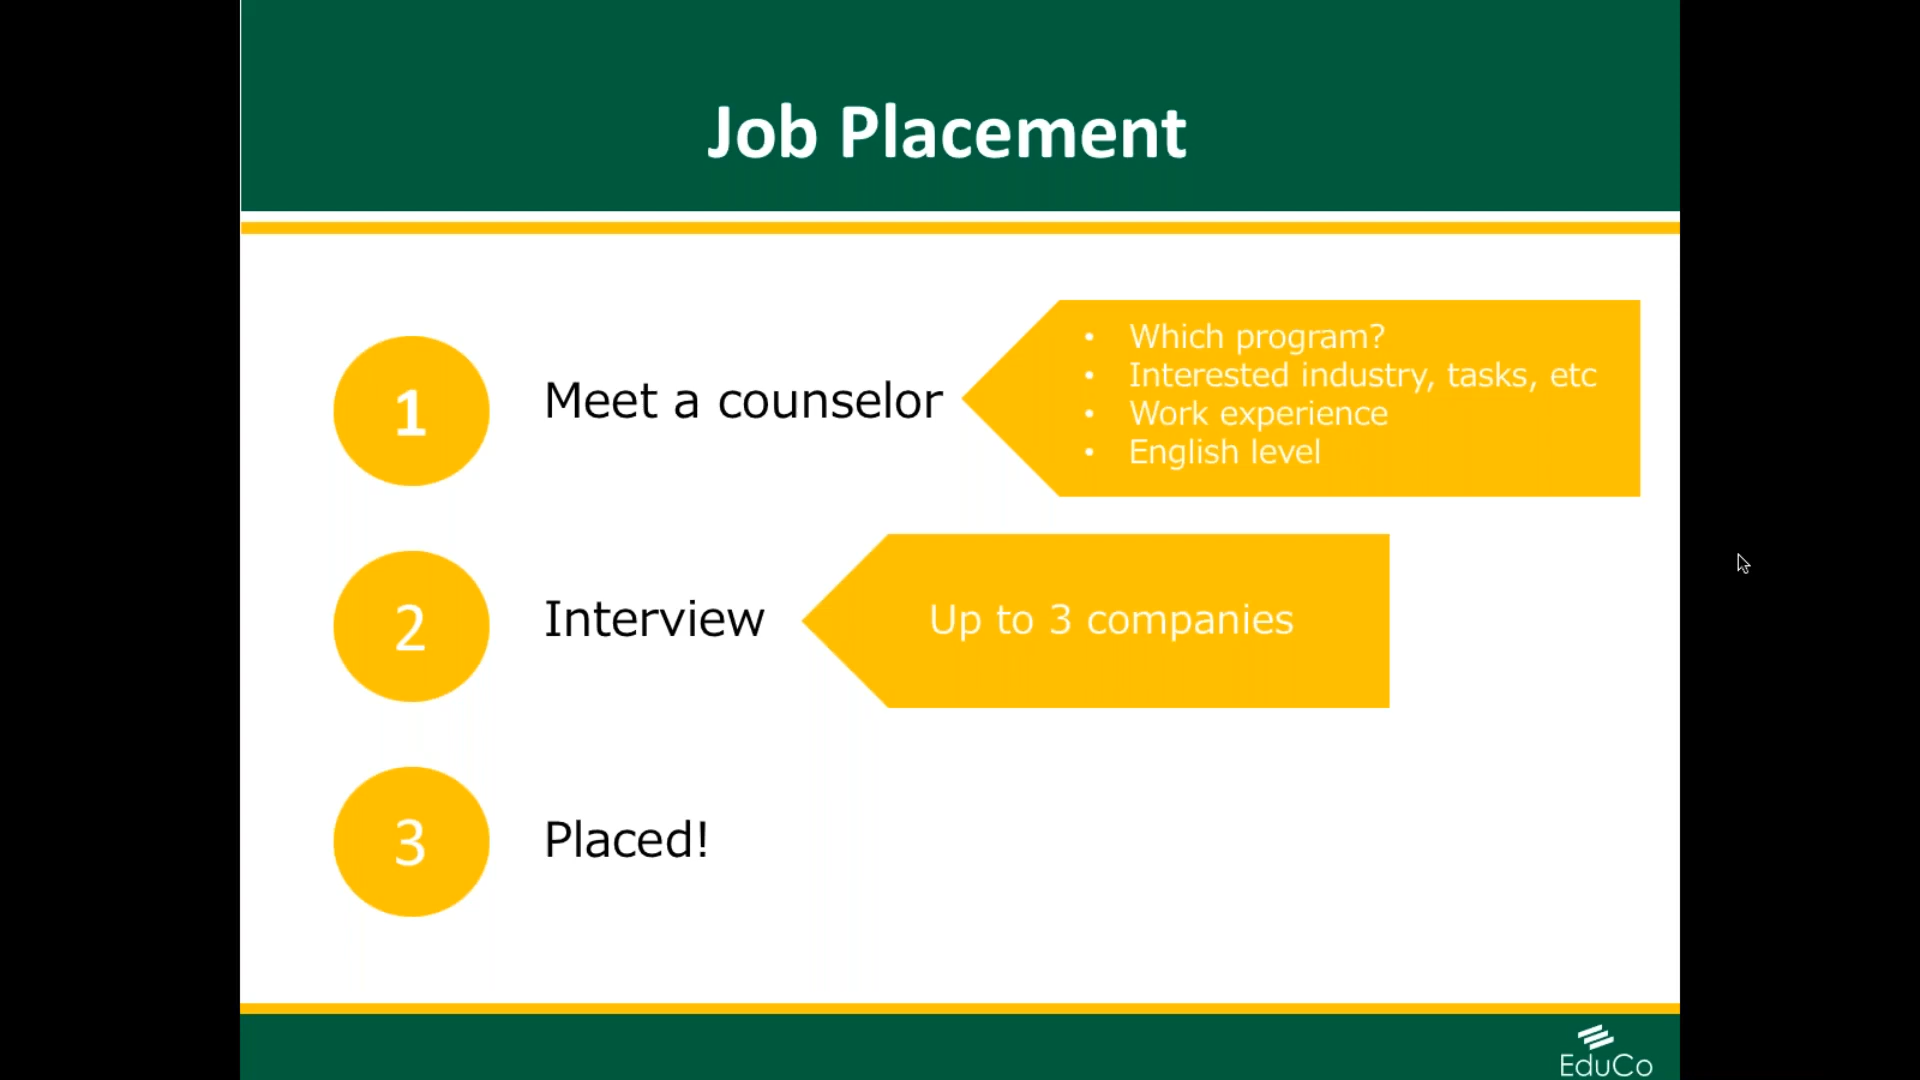 Job Placement
1
Meet a counselor
• Which program?
• Interested industry, tasks, etc
• Work experience
• English level
2
Interview
Up to 3 companies
3
Placed!
EduCo